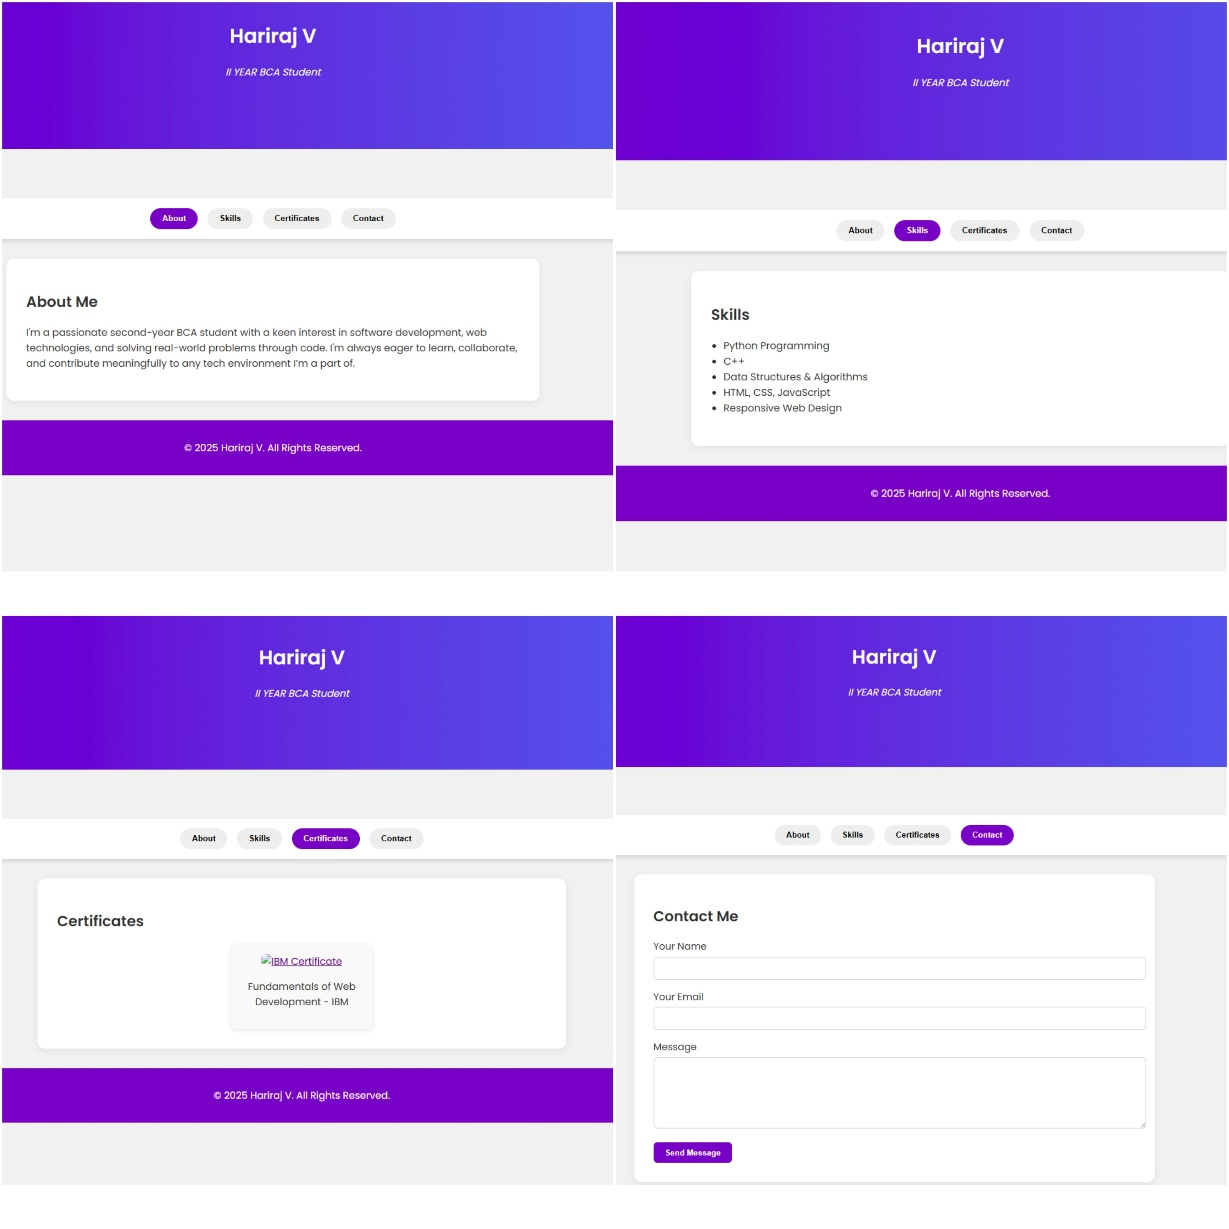 Hariraj V
II YEAR BCA Student
About
Skills
Certificates
Contact
About Me
I'm a passionate second-year BCA student with a keen interest in software development, web
technologies, and solving real-world problems through code. I'm always eager to learn, collaborate,
and contribute meaningfully to any tech environment I'm a part of.
© 2025 Hariraj V. All Rights Reserved.
Hariraj V
II YEAR BCA Student
About
Skills
Certificates
Contact
Skills
Python Programming
C++
Data Structures & Algorithms
HTML, CSS, JavaScript
Responsive Web Design
© 2025 Hariraj V. All Rights Reserved.
Hariraj V
II YEAR BCA Student
About
Skills
Certificates
Contact
Certificates
IBM Certificate
Fundamentals of Web
Development - IBM
© 2025 Hariraj V. All Rights Reserved.
Hariraj V
II YEAR BCA Student
About
Skills
Certificates
Contact
Contact Me
Your Name
Your Email
Message
Send Message